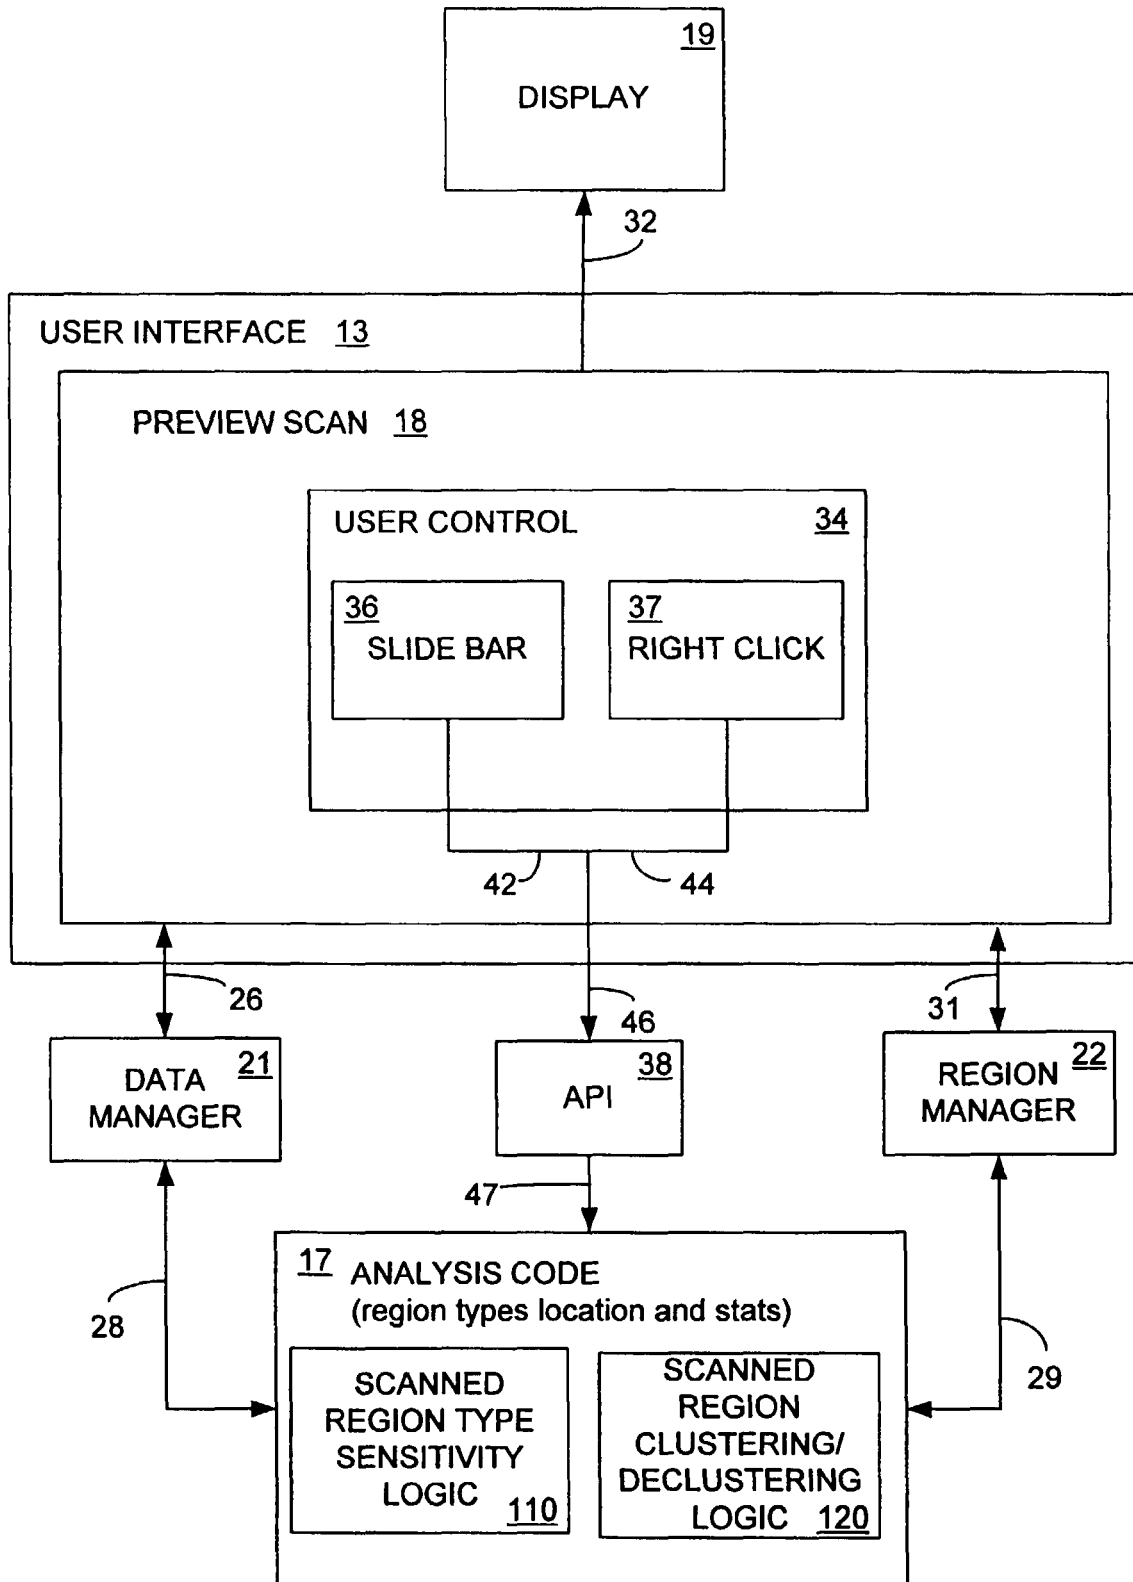 19
DISPLAY
32
USER INTERFACE 13
PREVIEW SCAN 18
USER CONTROL 34
36
SLIDE BAR
37
RIGHT CLICK
42
44
26
46
31
21
DATA
MANAGER
38
API
22
REGION
MANAGER
47
28
29
17 ANALYSIS CODE
(region types location and stats)
SCANNED
REGION TYPE
SENSITIVITY
LOGIC
110
SCANNED
REGION
CLUSTERING/
DECLUSTERING
LOGIC 120